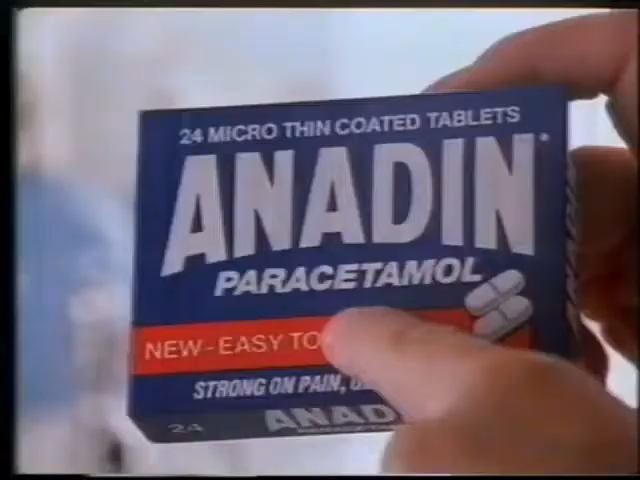 24 MICRO THIN COATED TABLETS
ANADIN
PARACETAMOL
NEW-EASY TO
STRONG ON PAIN,
24 ANAD